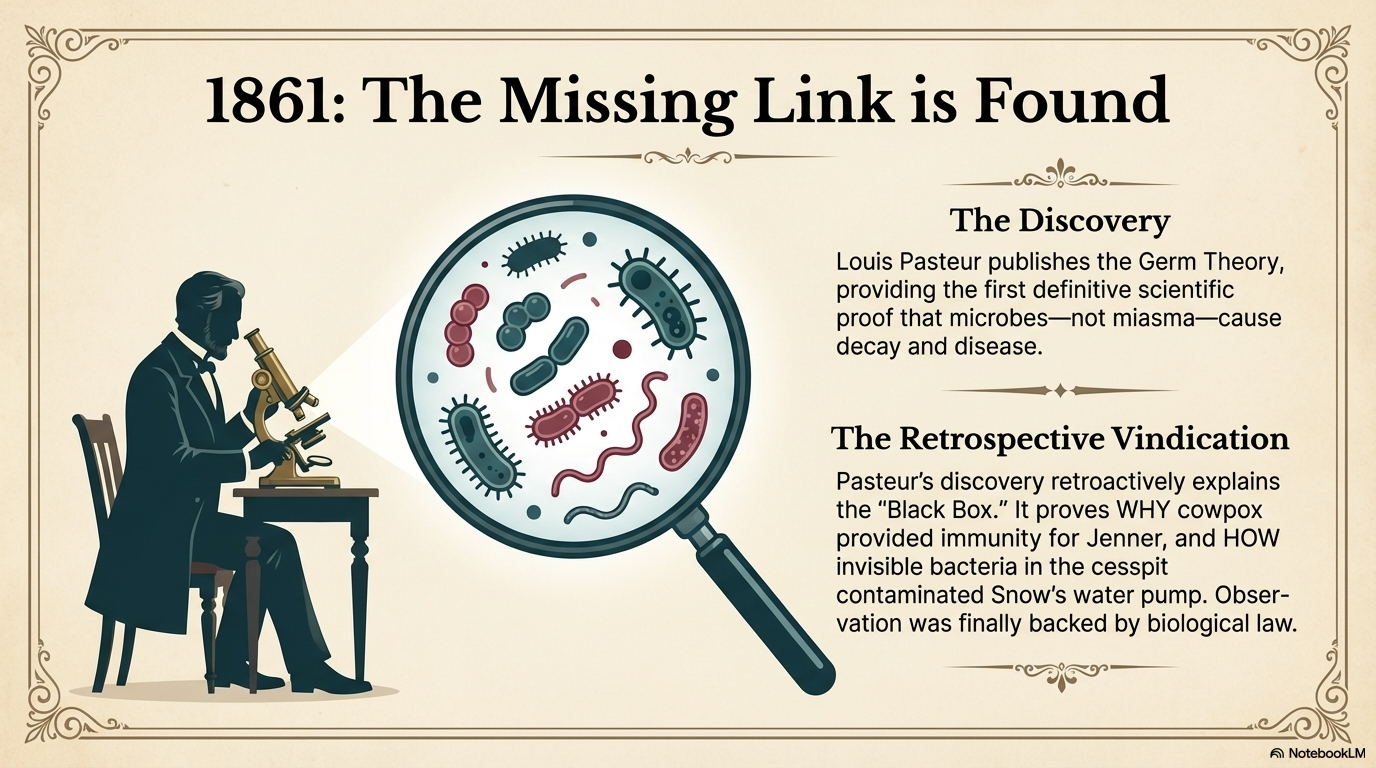 1861: The Missing Link is Found
The Discovery
Louis Pasteur publishes the Germ Theory,
providing the first definitive scientific
proof that microbes—not miasma—cause
decay and disease.
The Retrospective Vindication
Pasteur's discovery retroactively explains
the “Black Box.” It proves WHY cowpox
provided immunity for Jenner, and HOW
invisible bacteria in the cesspit
contaminated Snow's water pump. Obser-
vation was finally backed by biological law.
NotebookLM